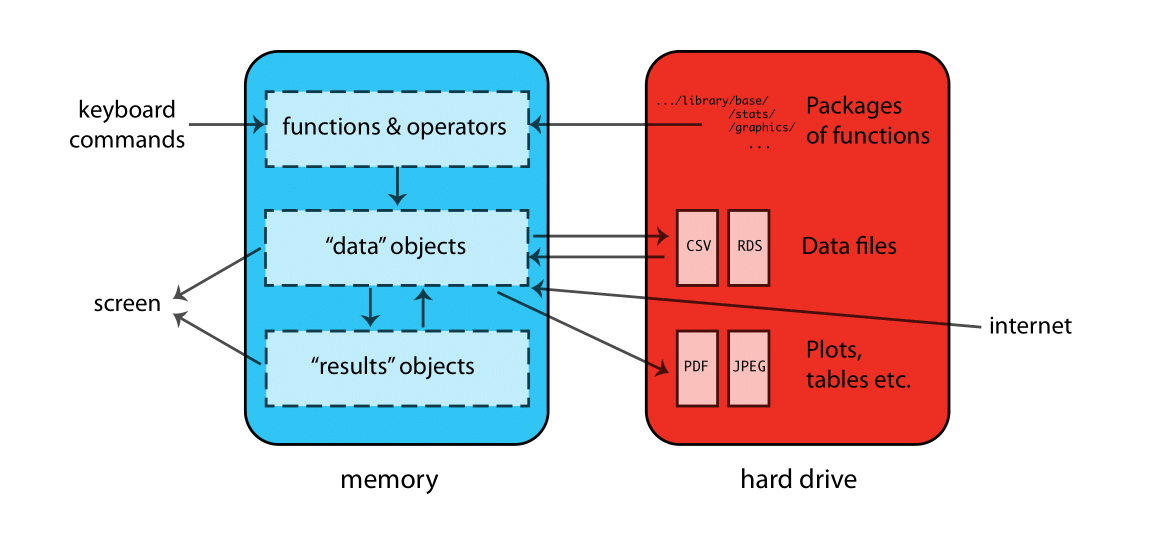 keyboard
commands
functions & operators
.../library/base/
/stats/
/graphics/
...
Packages
of functions
“data” objects
CSV
RDS
Data files
screen
internet
“results” objects
PDF
JPEG
Plots,
tables etc.
memory
hard drive